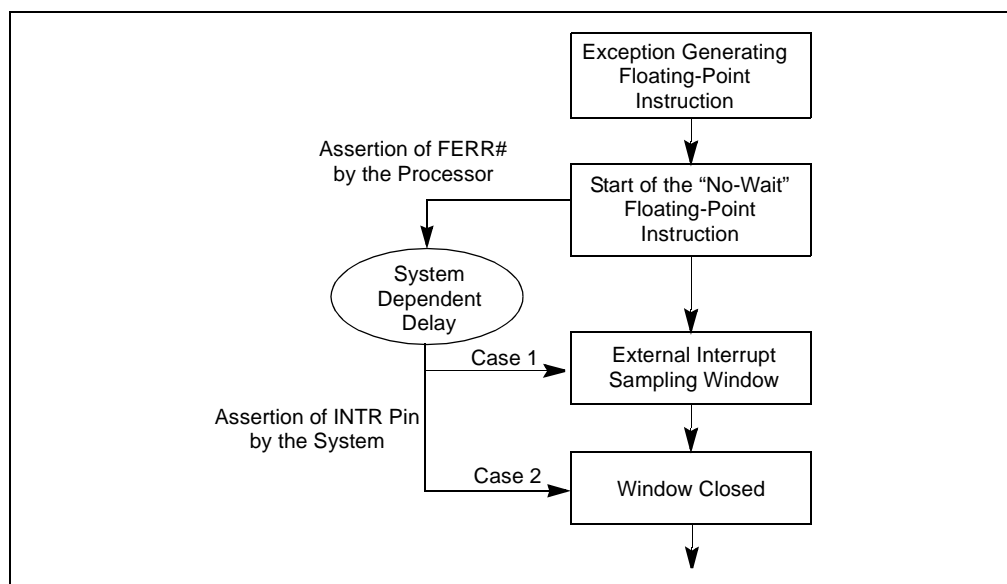 Exception Generating
Floating-Point
Instruction
Assertion of FERR#
by the Processor
Start of the “No-Wait”
Floating-Point
Instruction
System
Dependent
Delay
Case 1
External Interrupt
Sampling Window
Assertion of INTR Pin
by the System
Case 2
Window Closed